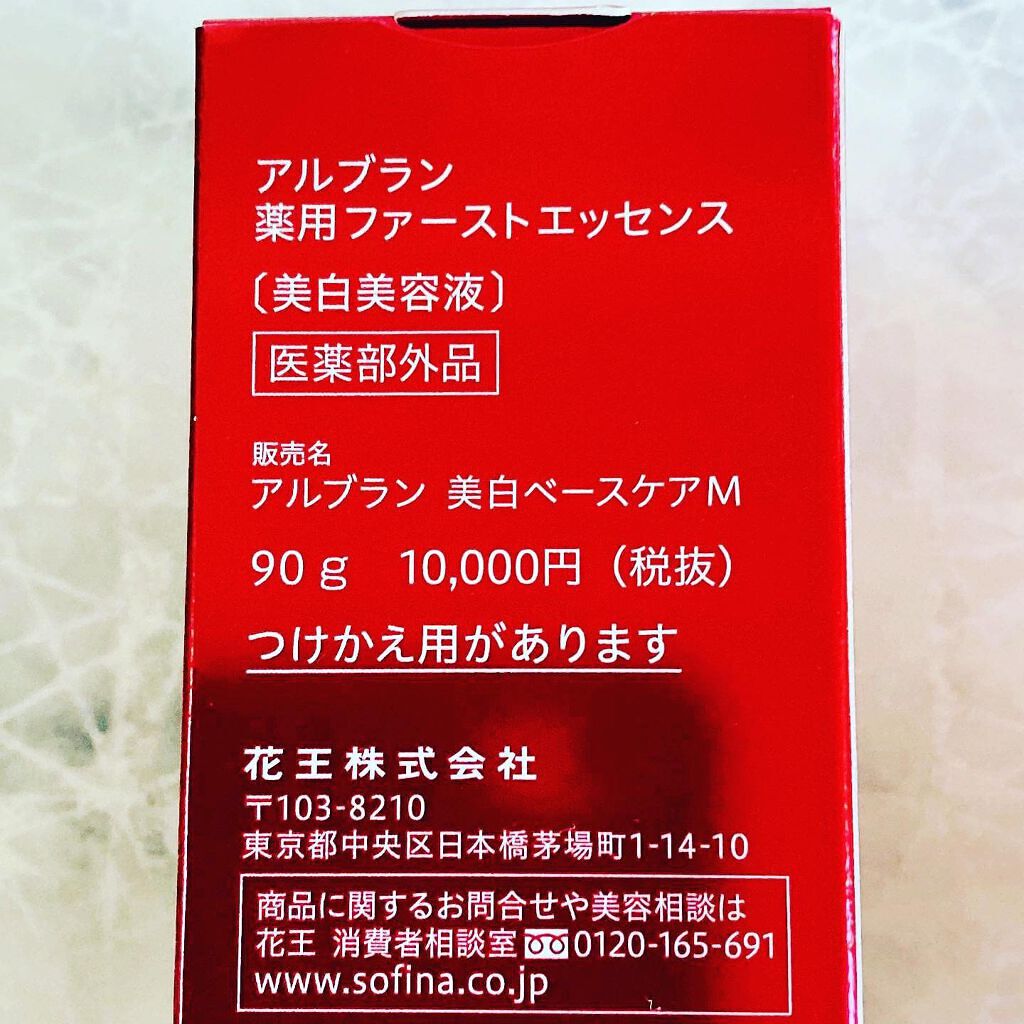 アルブラン
薬用ファーストエッセンス
〔美白美容液〕
医薬部外品
販売名
アルブラン 美白ベースケアM
90g 10,000円（税抜）
つけかえ用があります
花王株式会社
〒103-8210
東京都中央区日本橋茅場町1-14-10
商品に関するお問合せや美容相談は
花王 消費者相談室 0120-165-691
www.sofina.co.jp